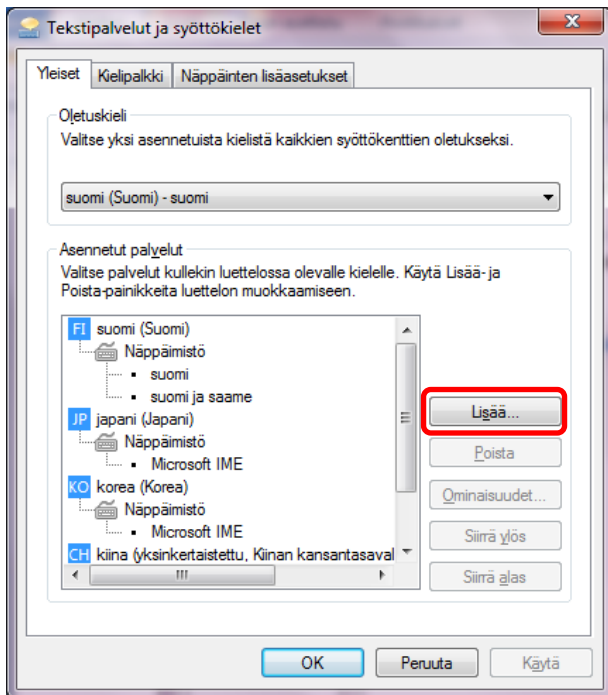 Tekstipalvelut ja syöttökielet
Yleiset
Kielipalkki
Näppäinten lisäasetukset
Oletuskieli
Valitse yksi asennetuista kielistä kaikkien syöttökenttien oletukseksi.
suomi (Suomi) - suomi
Asennetut palvelut
Valitse palvelut kullekin luettelossa olevalle kielelle. Käytä Lisää- ja
Poista-painikkeita luettelon muokkaamiseen.
FI suomi (Suomi)
Näppäimistö
suomi
suomi ja saame
JP japani (Japani)
Näppäimistö
Microsoft IME
KO korea (Korea)
Näppäimistö
Microsoft IME
CH kiina (yksinkertaistettu, Kiinan kansantasaval
Lisää...
Poista
Ominaisuudet...
Siirrä ylös
Siirrä alas
OK
Peruuta
Käytä